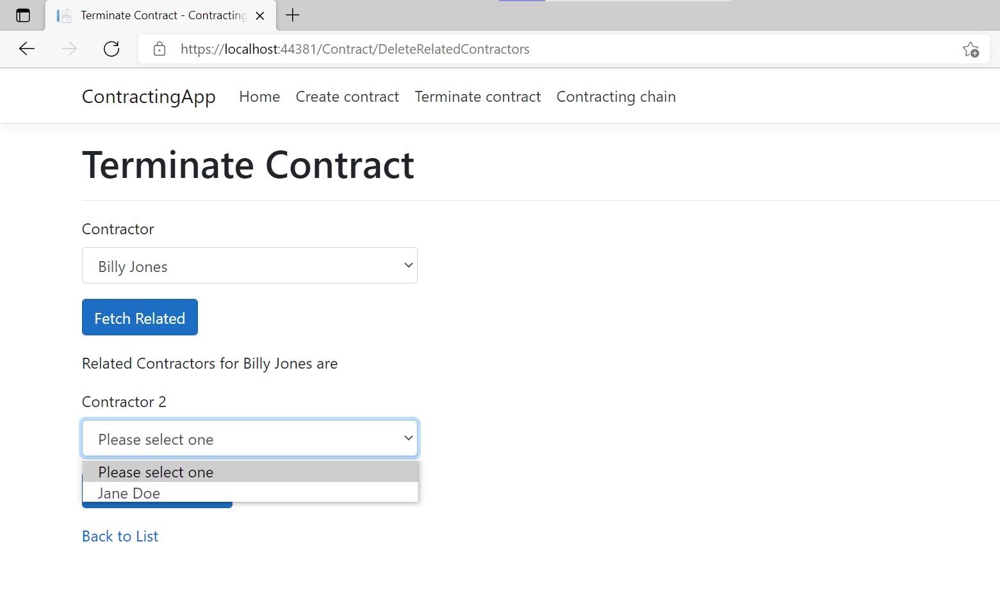 Terminate Contract - Contracting
https://localhost:44381/Contract/DeleteRelatedContractors
ContractingApp Home Create contract Terminate contract Contracting chain
Terminate Contract
Contractor
Billy Jones
Fetch Related
Related Contractors for Billy Jones are
Contractor 2
Please select one
Please select one
Jane Doe
Back to List